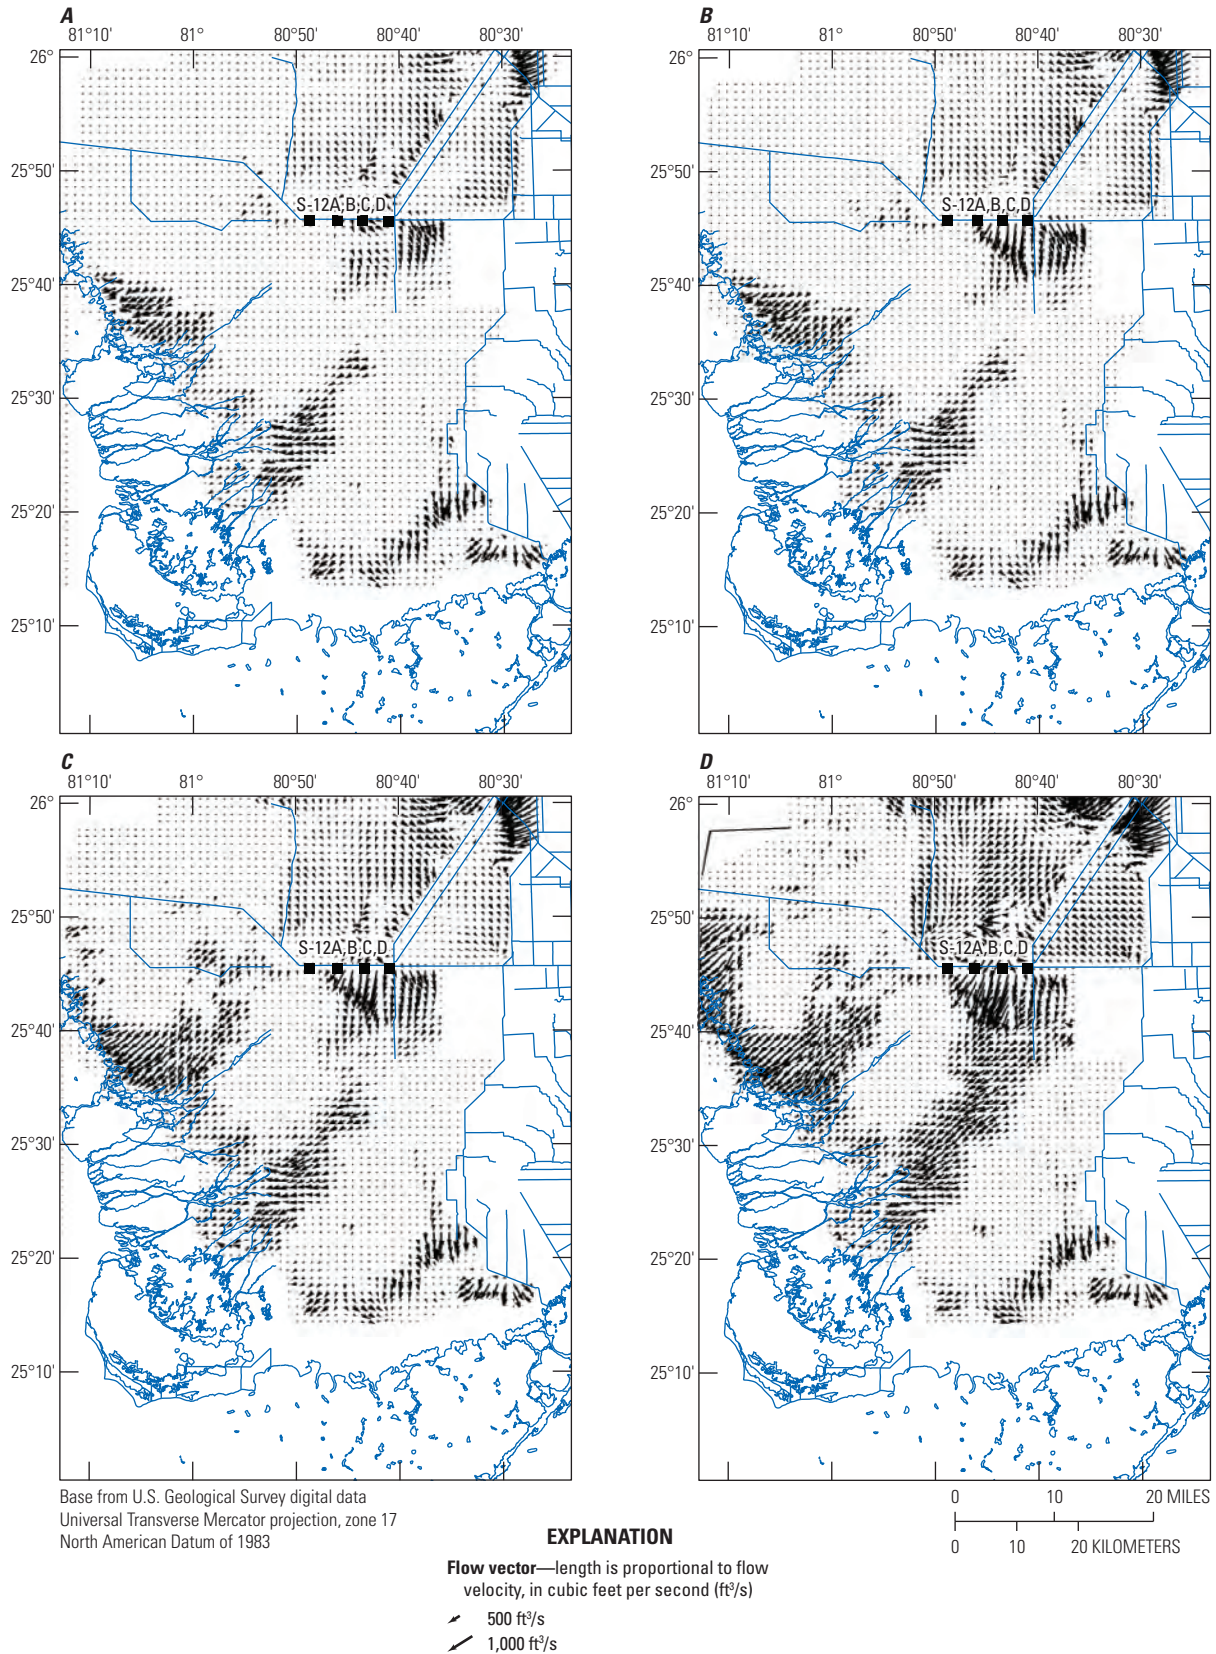 A
81°10' 81° 80°50' 80°40' 80°30'
26°
25°50'
S-12A,B,C,D
25°40'
25°30'
25°20'
25°10'
B
81°10' 81° 80°50' 80°40' 80°30'
26°
25°50'
S-12A,B,C,D
25°40'
25°30'
25°20'
25°10'
C
81°10' 81° 80°50' 80°40' 80°30'
26°
25°50'
S-12A,B,C,D
25°40'
25°30'
25°20'
25°10'
D
81°10' 81° 80°50' 80°40' 80°30'
26°
25°50'
S-12A,B,C,D
25°40'
25°30'
25°20'
25°10'
Base from U.S. Geological Survey digital data
Universal Transverse Mercator projection, zone 17
North American Datum of 1983
0 10 20 MILES
0 10 20 KILOMETERS
EXPLANATION
Flow vector—length is proportional to flow
velocity, in cubic feet per second (ft³/s)
500 ft³/s
1,000 ft³/s